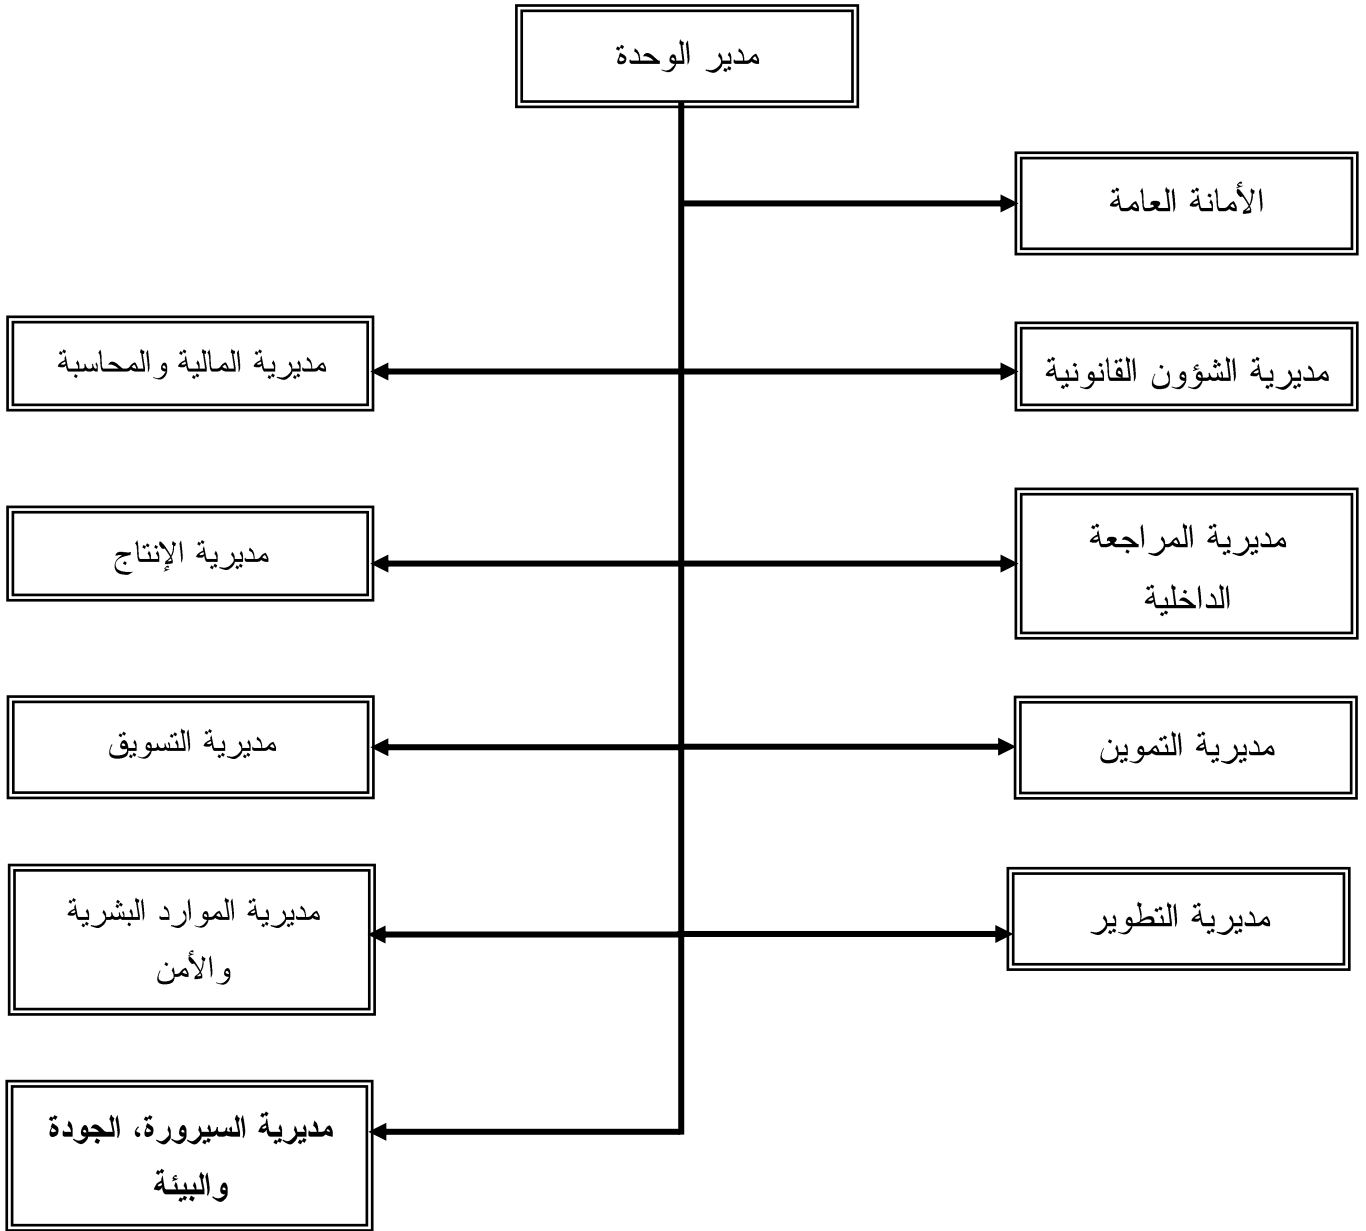 مدير الوحدة
الأمانة العامة
مديرية الشؤون القانونية
مديرية المالية والمحاسبة
مديرية المراجعة
الداخلية
مديرية الإنتاج
مديرية التموين
مديرية التسويق
مديرية التطوير
مديرية الموارد البشرية
والأمن
مديرية السيرورة، الجودة
والبيئة